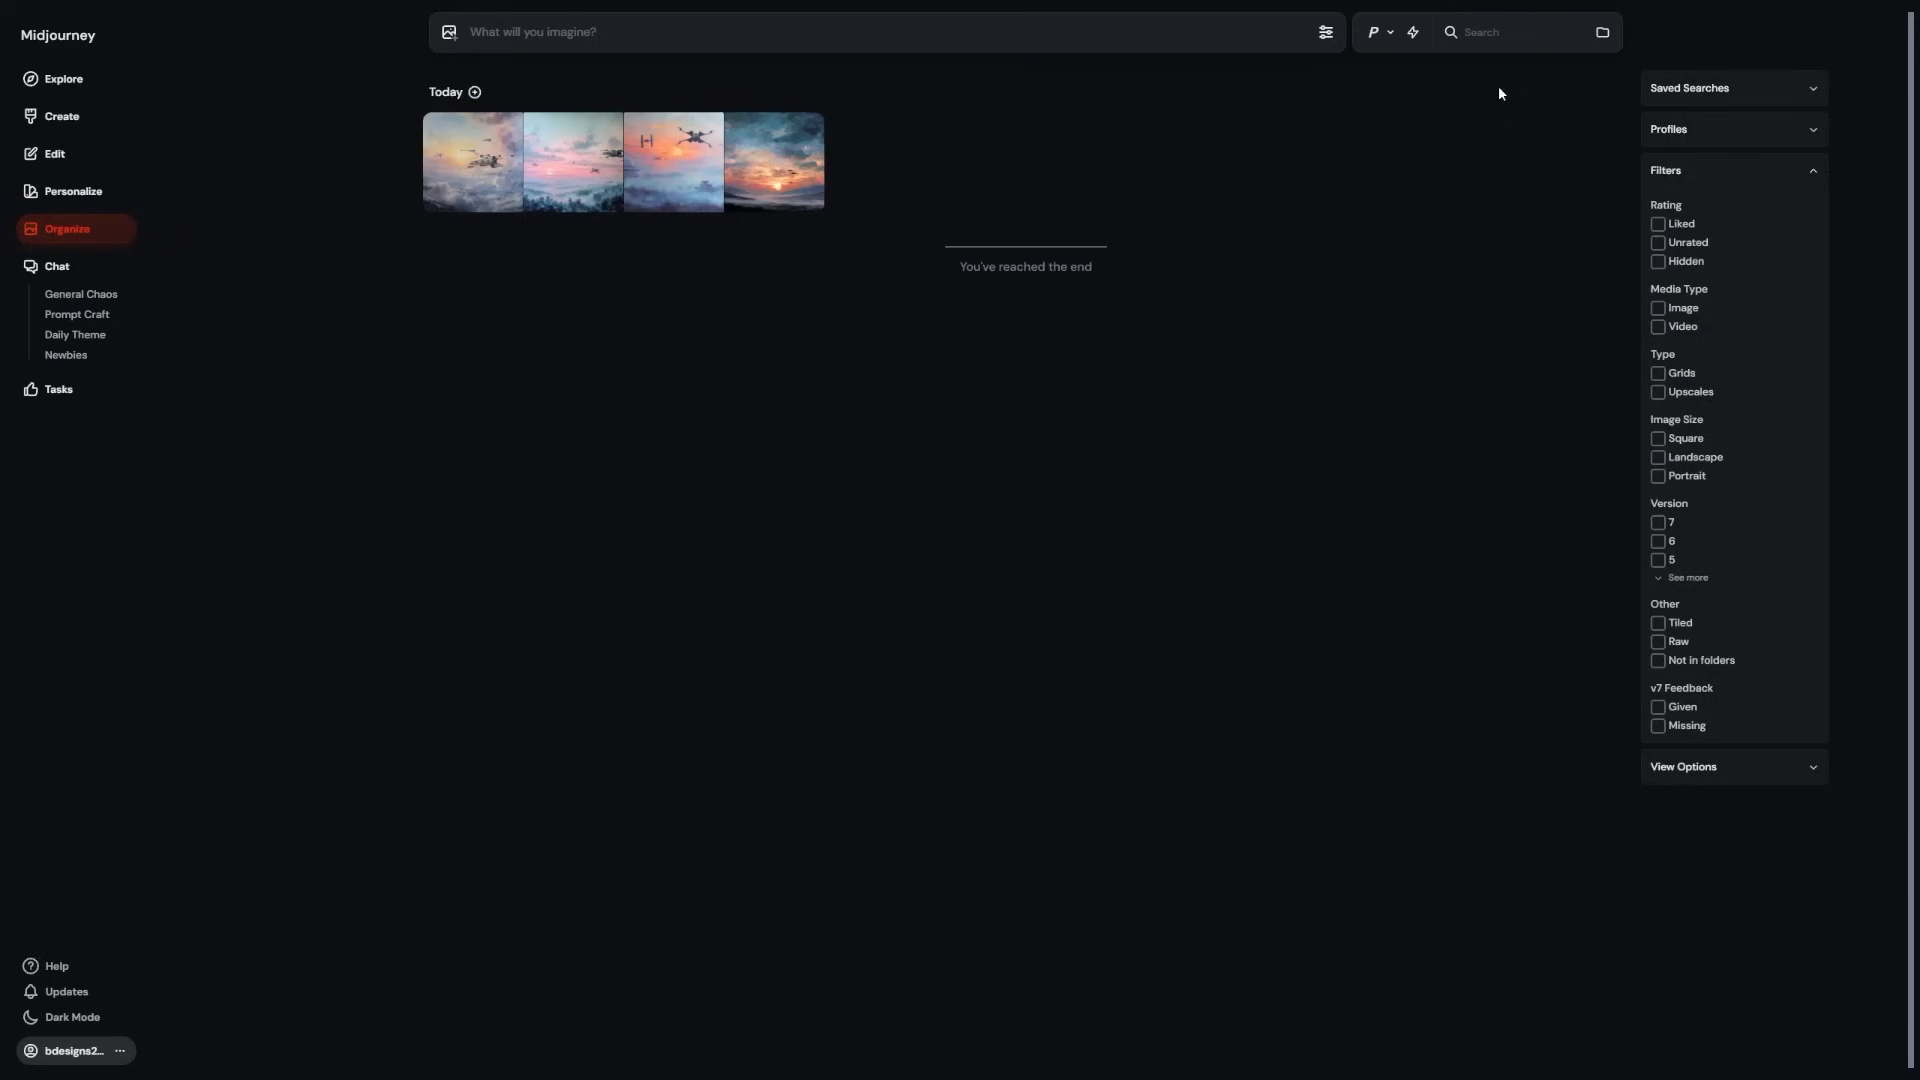 Midjourney
Explore
Create
Edit
Personalize
Organize
Chat
General Chaos
Prompt Craft
Daily Theme
Newbies
Tasks
Help
Updates
Dark Mode
bdesigns2... ...
What will you imagine?
P
Search
Today
You've reached the end
Saved Searches
Profiles
Filters
Rating
Liked
Unrated
Hidden
Media Type
Image
Video
Type
Grids
Upscales
Image Size
Square
Landscape
Portrait
Version
7
6
5
See more
Other
Tiled
Raw
Not in folders
v7 Feedback
Given
Missing
View Options